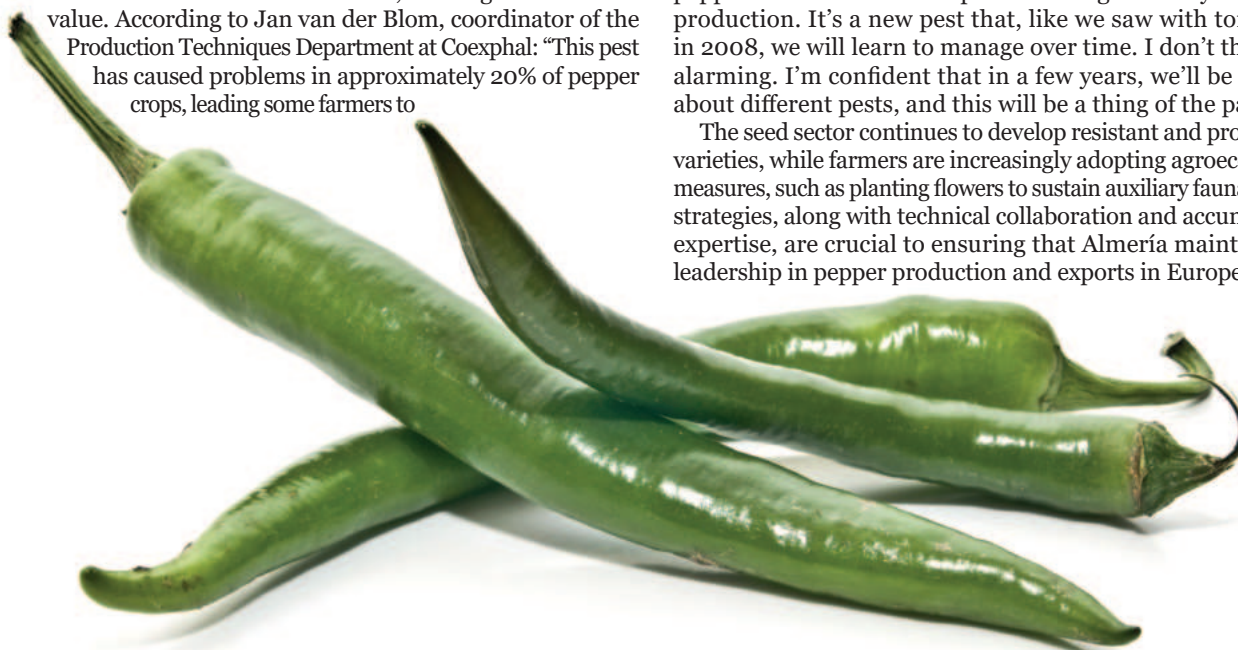 value. According to Jan van der Blom, coordinator of the
Production Techniques Department at Coexphal: “This pest
has caused problems in approximately 20% of pepper
crops, leading some farmers to
production. It’s a new pest that, like we saw with
in 2008, we will learn to manage over time. I don’t
alarming. I’m confident that in a few years, we’ll be
about different pests, and this will be a thing of the
The seed sector continues to develop resistant and
varieties, while farmers are increasingly adopting
measures, such as planting flowers to sustain auxiliary fauna
strategies, along with technical collaboration and
expertise, are crucial to ensuring that Almería
leadership in pepper production and exports in Europe